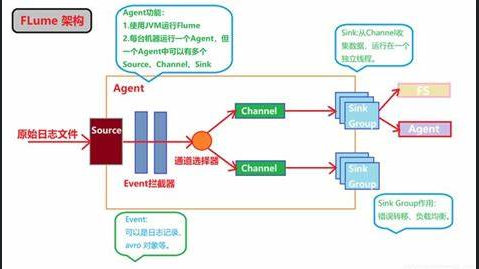 FLume 架构
Agent功能:
1.使用JVM运行Flume
2.每台机器运行一个Agent，但
一个Agent中可以有多个
Source，Channel，Sink
Sink:从Channel收
集数据，运行在一个
独立线程。
Agent
原始日志文件
Source
Event拦截器
通道选择器
Channel
Channel
Sink
Group
Sink
Group
FS
Agent
Event:
可以是日志记录、
avro 对象等。
Sink Group作用:
错误转移、负载均衡。